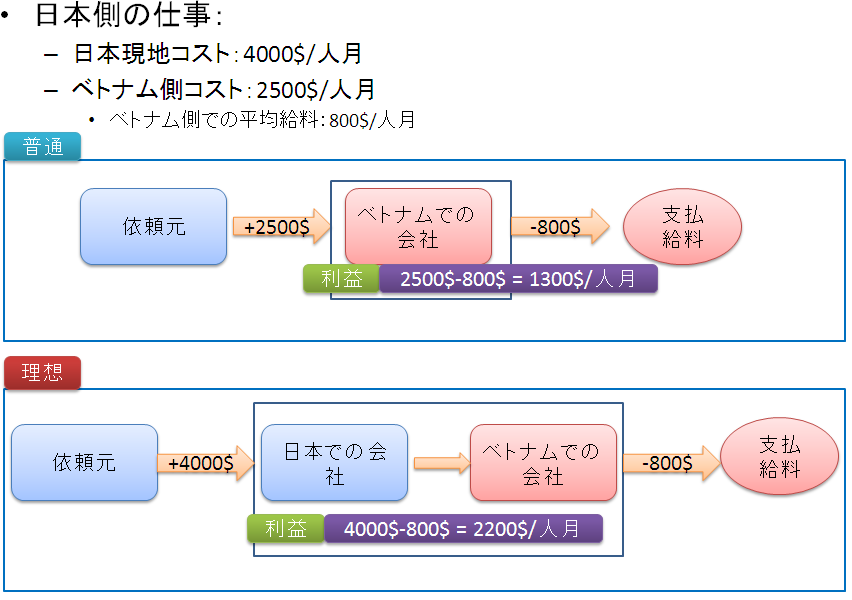 • 日本側の仕事：
– 日本現地コスト：4000$/人月
– ベトナム側コスト：2500$/人月
• ベトナム側での平均給料：800$/人月
普通
依頼元
+2500$
ベトナムでの
会社
-800$
支払
給料
利益
2500$-800$ = 1300$/人月
理想
依頼元
+4000$
日本での 会
社
ベトナムでの
会社
-800$
支払
給料
利益
4000$-800$ = 2200$/人月